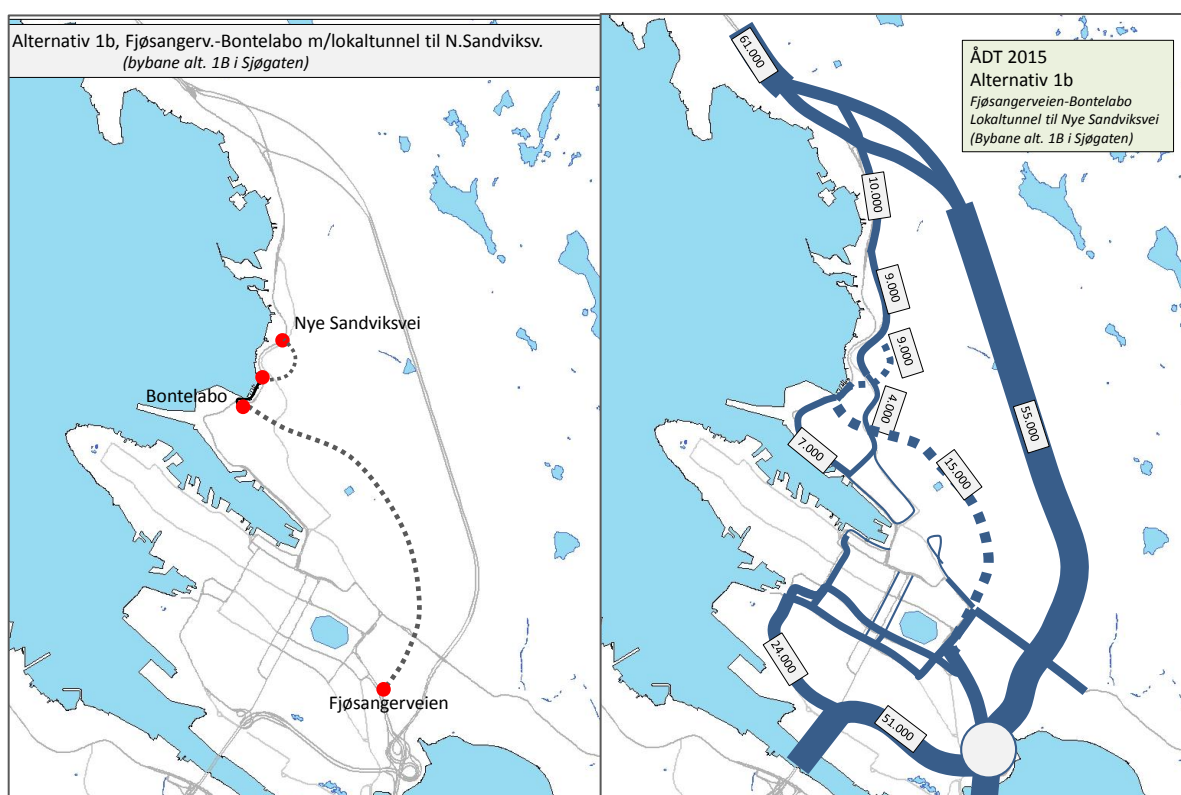 Alternativ 1b, Fjøsangerv.-Bontelabo m/lokaltunnel til N.Sandviksv.
(bybane alt. 1B i Sjøgaten)
Nye Sandviksvei
Bontelabo
Fjøsangerveien
ÅDT 2015
Alternativ 1b
Fjøsangerveien-Bontelabo
Lokaltunnel til Nye Sandviksvei
(Bybane alt. 1B i Sjøgaten)
61.000
10.000
9.000
9.000
4.000
55.000
7.000
15.000
24.000
51.000